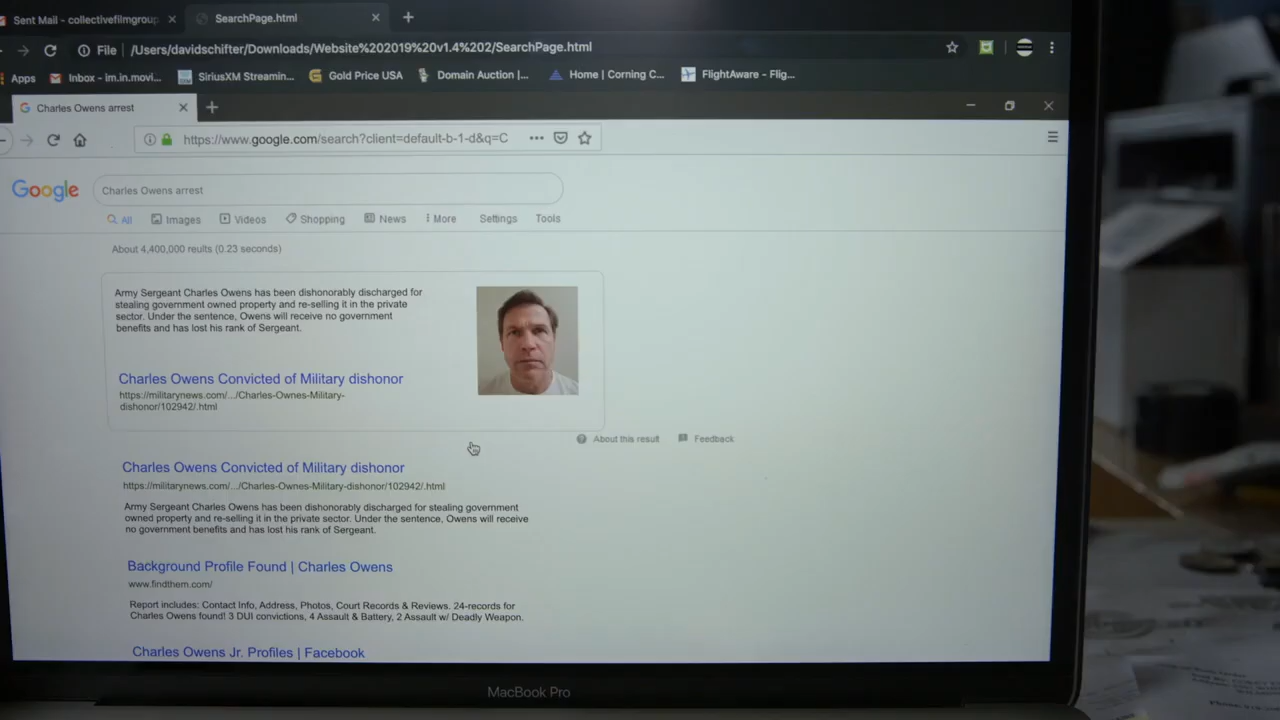 Sent Mail - collectivefilmgroup
SearchPage.html
File | /Users/davidschifter/Downloads/Website%202019%20v1.4%202/SearchPage.html
Apps
Inbox - im.in.movi...
SiriusXM Streamin...
Gold Price USA
Domain Auction |...
Home | Corning C...
FlightAware - Flig...
Charles Owens arrest
https://www.google.com/search?client=default-b-1-d&q=C
Google
Charles Owens arrest
All
Images
Videos
Shopping
News
More
Settings
Tools
About 4,400,000 reults (0.23 seconds)
Army Sergeant Charles Owens has been dishonorably discharged for
stealing government owned property and re-selling it in the private
sector. Under the sentence, Owens will receive no government
benefits and has lost his rank of Sergeant.
Charles Owens Convicted of Military dishonor
https://militarynews.com/.../Charles-Ownes-Military-
dishonor/102942/.html
About this result
Feedback
Charles Owens Convicted of Military dishonor
https://militarynews.com/.../Charles-Ownes-Military-dishonor/102942/.html
Army Sergeant Charles Owens has been dishonorably discharged for stealing government
owned property and re-selling it in the private sector. Under the sentence, Owens will receive
no government benefits and has lost his rank of Sergeant.
Background Profile Found | Charles Owens
www.findthem.com/
Report includes: Contact Info, Address, Photos, Court Records & Reviews. 24-records for
Charles Owens found! 3 DUI convictions, 4 Assault & Battery, 2 Assault w/ Deadly Weapon.
Charles Owens Jr. Profiles | Facebook
MacBook Pro